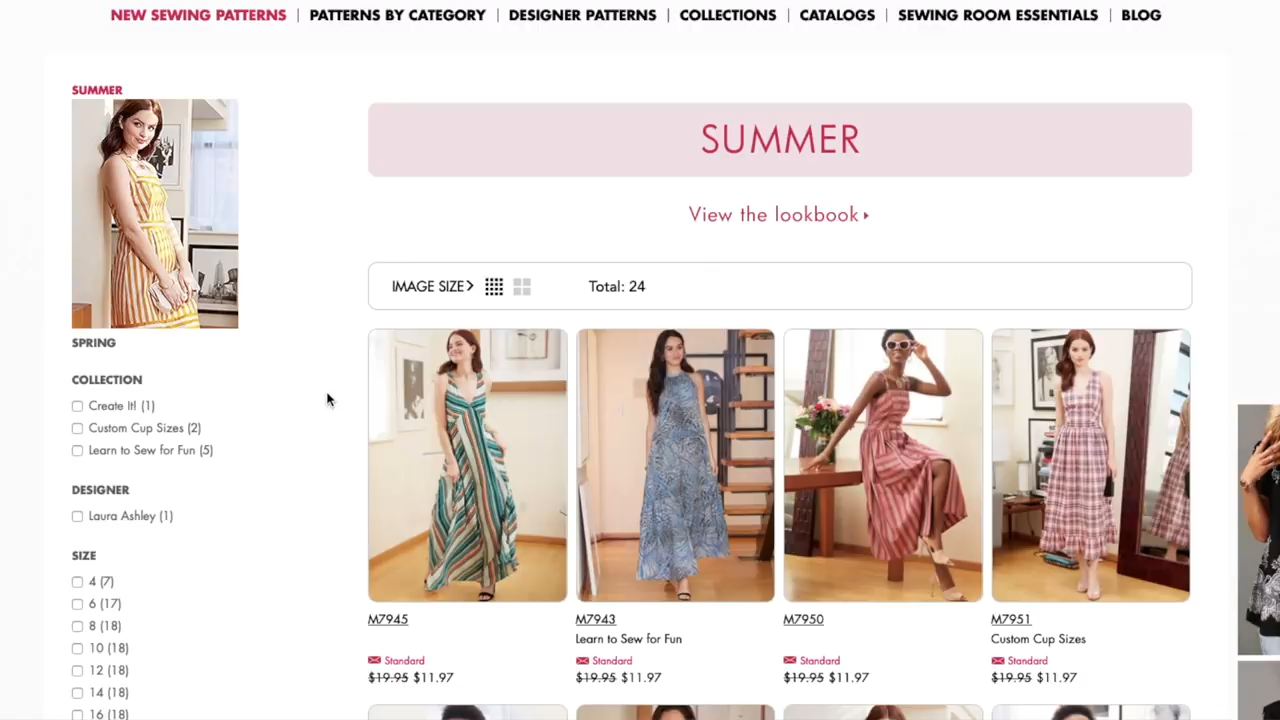 NEW SEWING PATTERNS | PATTERNS BY CATEGORY | DESIGNER PATTERNS | COLLECTIONS | CATALOGS | SEWING ROOM ESSENTIALS | BLOG
SUMMER
SPRING
COLLECTION
Create It! (1)
Custom Cup Sizes (2)
Learn to Sew for Fun (5)
DESIGNER
Laura Ashley (1)
SIZE
4 (7)
6 (17)
8 (18)
10 (18)
12 (18)
14 (18)
16 (18)
SUMMER
View the lookbook
IMAGE SIZE Total: 24
M7945 M7943 M7950 M7951
Learn to Sew for Fun Custom Cup Sizes
Standard Standard Standard Standard
$19.95 $11.97 $19.95 $11.97 $19.95 $11.97 $19.95 $11.97